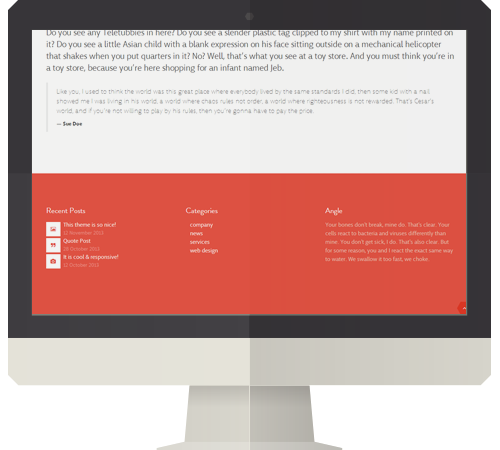 Do you see any Teletubbies in here? Do you see a slender plastic tag clipped to my shirt with my name printed on
it? Do you see a little Asian child with a blank expression on his face sitting outside on a mechanical helicopter
that shakes when you put quarters in it? No? Well, that's what you see at a toy store. And you must think you're in
a toy store, because you're here shopping for an infant named Jeb.
Like you, I used to think the world was this great place where everybody lived by the same standards I did, then some kid with a nail
showed me I was living in his world, a world where chaos rules not order, a world where righteousness is not rewarded. That's Cesar's
world, and if you're not willing to play by his rules, then you're gonna have to pay the price.
— Sue Doe
Recent Posts
This theme is so nice!
12 November 2013
Quote Post
29 October 2013
It is cool & responsive!
12 October 2013
Categories
company
news
services
web design
Angle
Your bones don't break, mine do. That's clear. Your
cells react to bacteria and viruses differently than
mine. You don't get sick, I do. That's also clear. But
for some reason, you and I react the exact same way
to water. We swallow it too fast, we choke.